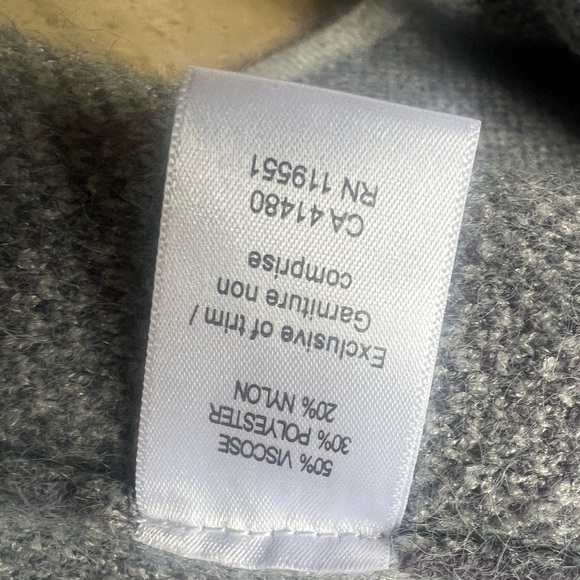 50% VISCOSE
30% POLYESTER
20% NYLON
Exclusive of trim /
Garniture non
comprise
CA 41480
RN 119551